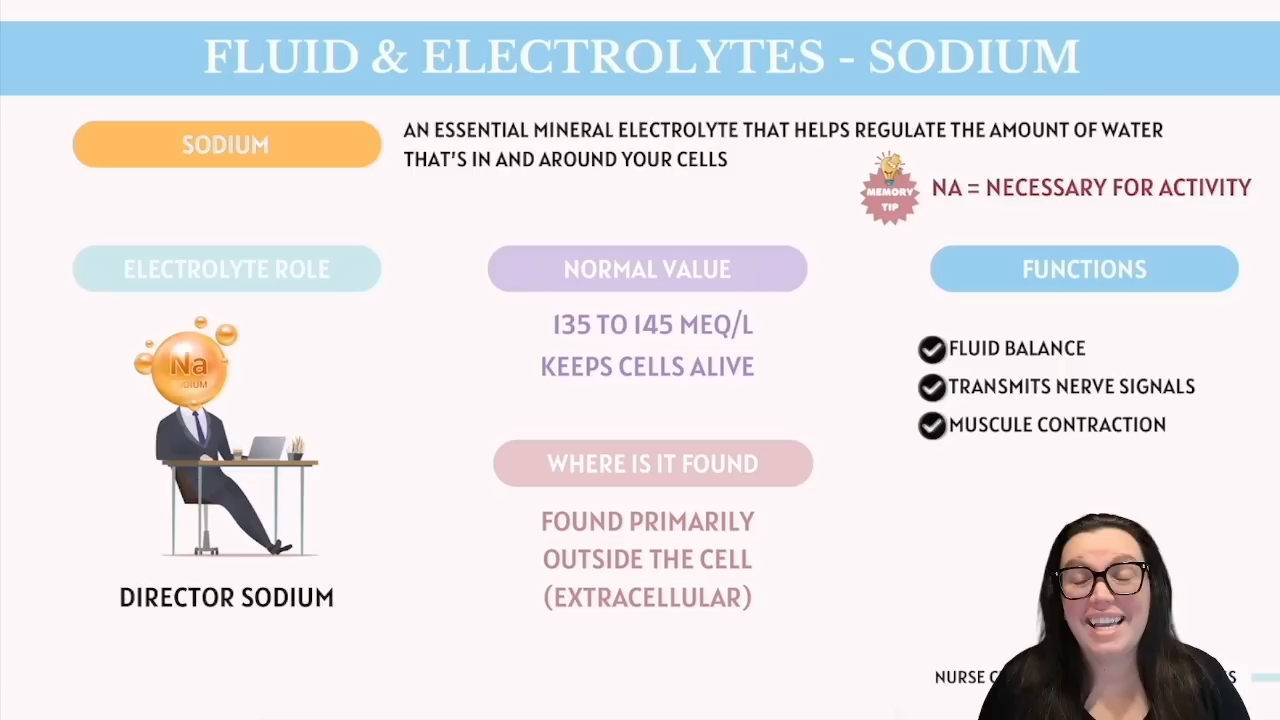 FLUID & ELECTROLYTES - SODIUM
SODIUM
AN ESSENTIAL MINERAL ELECTROLYTE THAT HELPS REGULATE THE AMOUNT OF WATER
THAT'S IN AND AROUND YOUR CELLS
MEMORY
TIP
NA = NECESSARY FOR ACTIVITY
ELECTROLYTE ROLE
Na
SODIUM
DIRECTOR SODIUM
NORMAL VALUE
135 TO 145 MEQ/L
KEEPS CELLS ALIVE
WHERE IS IT FOUND
FOUND PRIMARILY
OUTSIDE THE CELL
(EXTRACELLULAR)
FUNCTIONS
FLUID BALANCE
TRANSMITS NERVE SIGNALS
MUSCULE CONTRACTION
NURSE